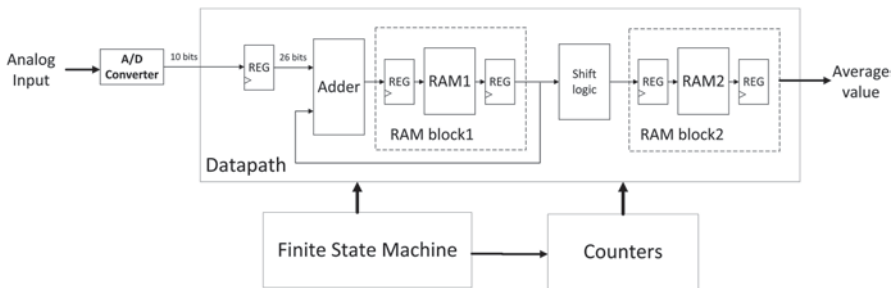 Analog
Input
A/D
Converter
10 bits
REG
26 bits
Adder
REG
RAM1
REG
RAM block1
Shift
logic
REG
RAM2
REG
RAM block2
Average
value
Datapath
Finite State Machine
Counters